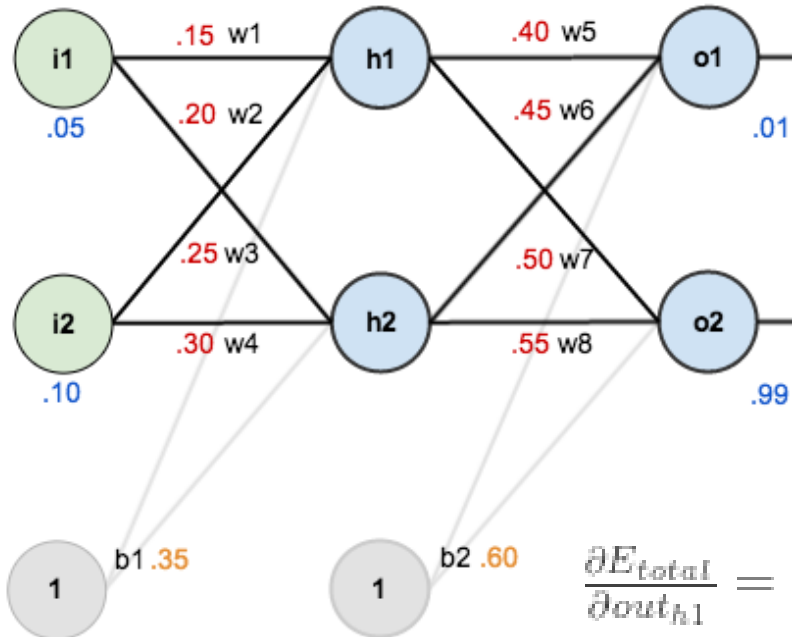 .15 w1
.40 w5
i1
h1
o1
.20 w2
.45 w6
.05
.01
.25 w3
.50 w7
i2
h2
o2
.30 w4
.55 w8
.10
.99
b1 .35
b2 .60
1
1
∂E_total / ∂out_h1 =